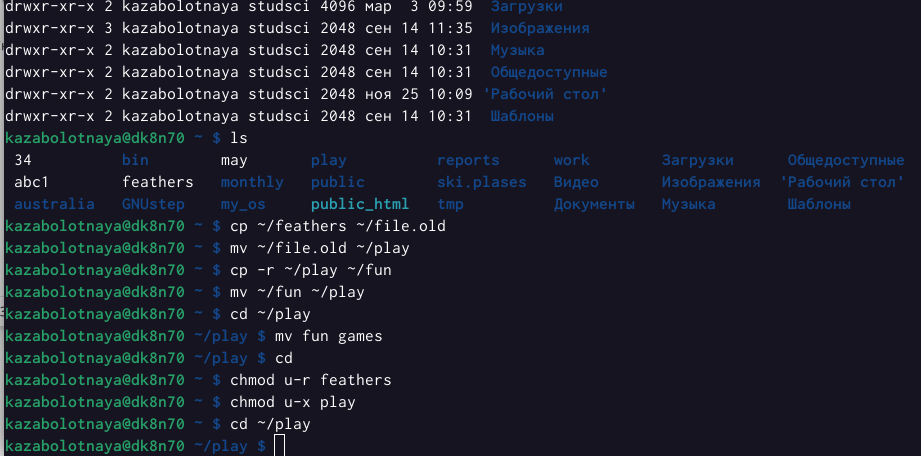 drwxr-xr-x 2 kazabolotnaya studsci 4096 мар  3 09:59  Загрузки
drwxr-xr-x 3 kazabolotnaya studsci 2048 сен 14 11:35  Изображения
drwxr-xr-x 2 kazabolotnaya studsci 2048 сен 14 10:31  Музыка
drwxr-xr-x 2 kazabolotnaya studsci 2048 сен 14 10:31  Общедоступные
drwxr-xr-x 2 kazabolotnaya studsci 2048 ноя 25 10:09 'Рабочий стол'
drwxr-xr-x 2 kazabolotnaya studsci 2048 сен 14 10:31  Шаблоны
kazabolotnaya@dk8n70 ~ $ ls
34 bin may play reports work Загрузки Общедоступные
abc1 feathers monthly public ski.plases Видео Изображения 'Рабочий стол'
australia GNUstep my_os public_html tmp Документы Музыка Шаблоны
kazabolotnaya@dk8n70 ~ $ cp ~/feathers ~/file.old
kazabolotnaya@dk8n70 ~ $ mv ~/file.old ~/play
kazabolotnaya@dk8n70 ~ $ cp -r ~/play ~/fun
kazabolotnaya@dk8n70 ~ $ mv ~/fun ~/play
kazabolotnaya@dk8n70 ~ $ cd ~/play
kazabolotnaya@dk8n70 ~/play $ mv fun games
kazabolotnaya@dk8n70 ~/play $ cd
kazabolotnaya@dk8n70 ~ $ chmod u-r feathers
kazabolotnaya@dk8n70 ~ $ chmod u-x play
kazabolotnaya@dk8n70 ~ $ cd ~/play
kazabolotnaya@dk8n70 ~/play $